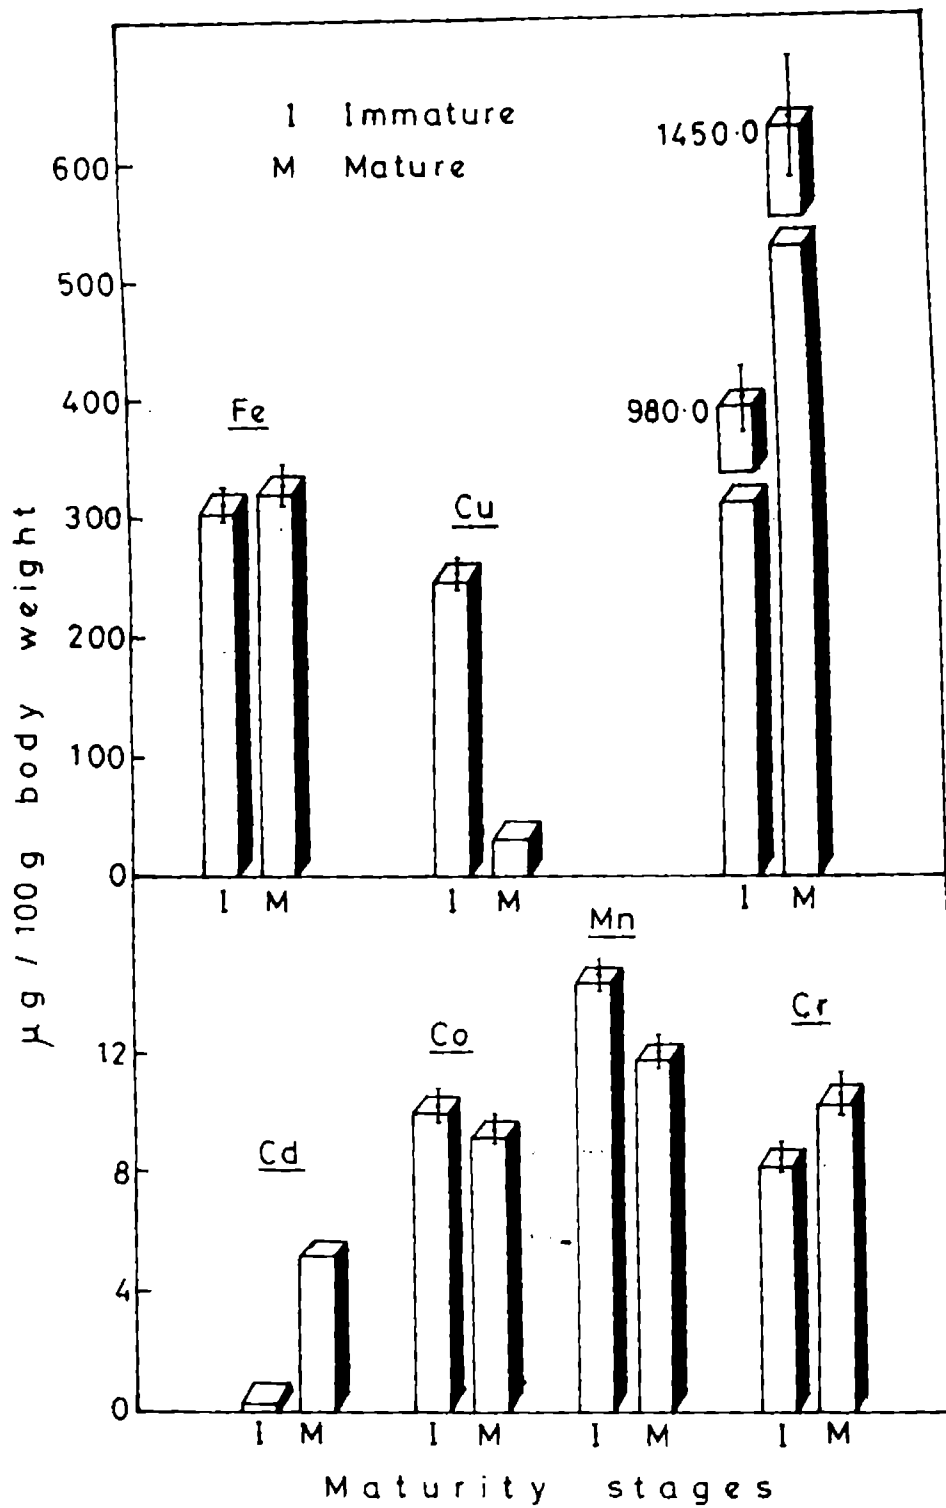 I Immature
M Mature
1450·0
600
500
400
Fe
980·0
Cu
300
200
100
0
I M
I M
I M
µg / 100g body weight
Mn
Co
Cr
12
Cd
8
4
0
I M
I M
I M
I M
Maturity stages